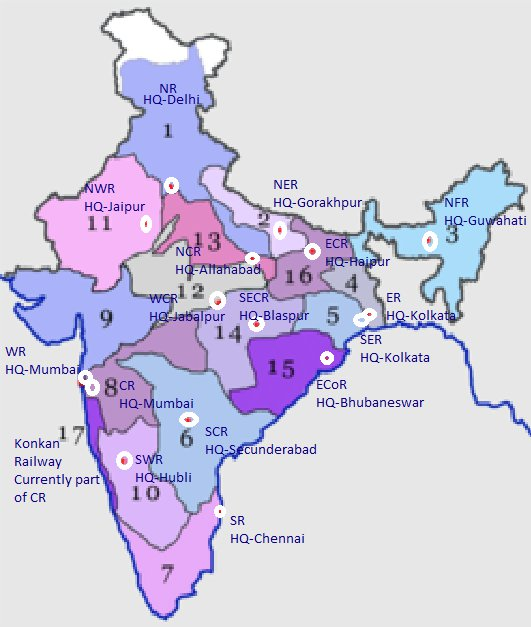 NR
HQ-Delhi
1
NWR
HQ-Jaipur
11
NER
HQ-Gorakhpur
2
NFR
HQ-Guwahati
3
13
NCR
HQ-Allahabad
ECR
HQ-Hajpur
16
4
12
WCR
HQ-Jabalpur
SECR
HQ-Blaspur
14
ER
HQ-Kolkata
5
SER
HQ-Kolkata
9
WR
HQ-Mumbai
15
ECoR
HQ-Bhubaneswar
8
CR
HQ-Mumbai
17
Konkan
Railway
Currently part
of CR
6
SCR
HQ-Secunderabad
SWR
HQ-Hubli
10
SR
HQ-Chennai
7